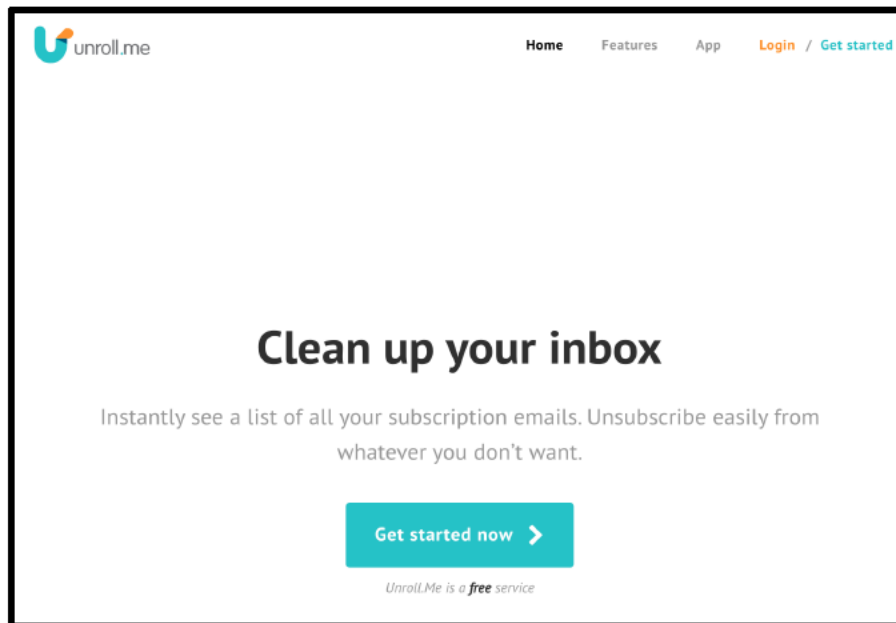 unroll.me
Home Features App Login / Get started
Clean up your inbox
Instantly see a list of all your subscription emails. Unsubscribe easily from
whatever you don't want.
Get started now
Unroll.Me is a free service